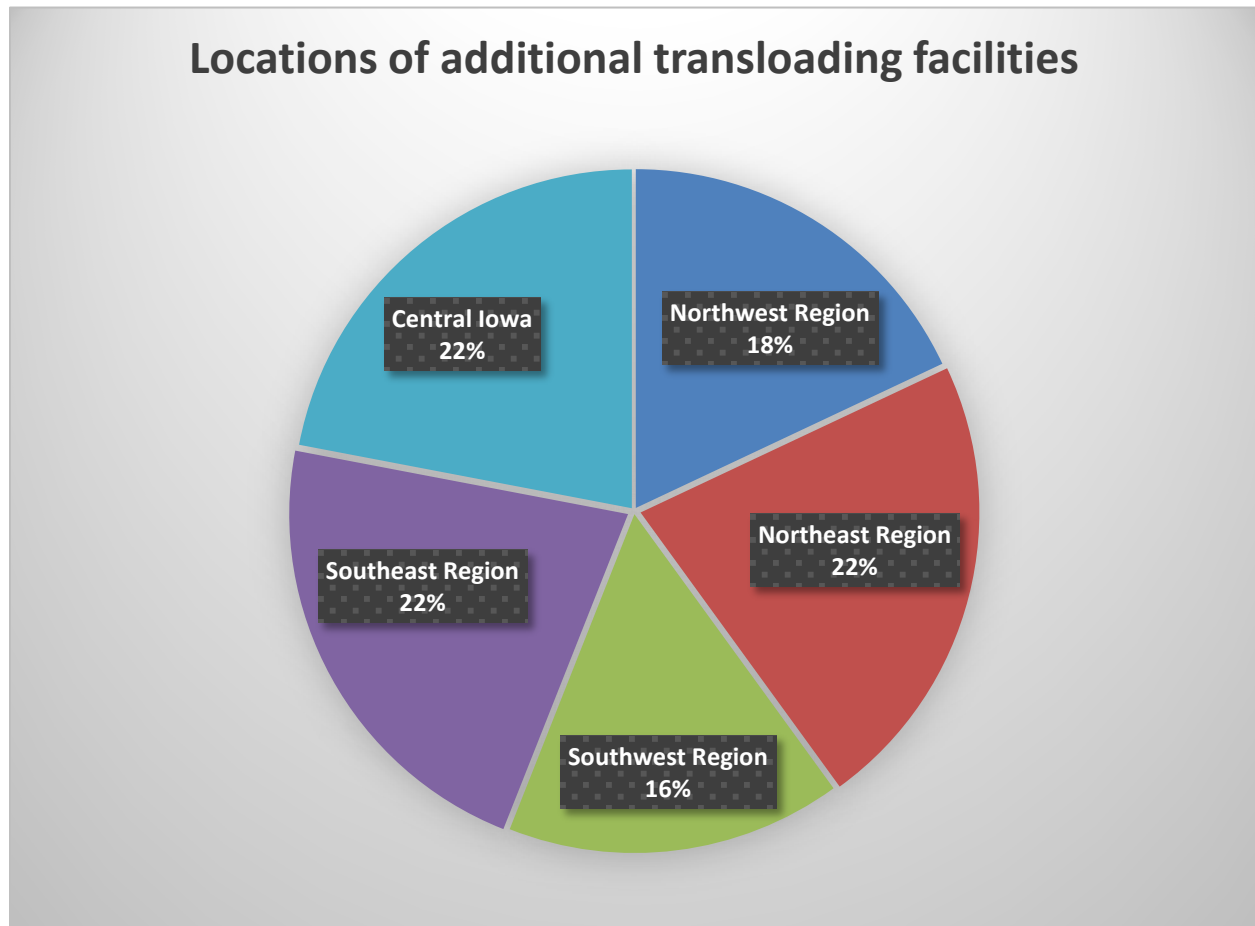 Locations of additional transloading facilities
Central Iowa
22%
Northwest Region
18%
Northeast Region
22%
Southeast Region
22%
Southwest Region
16%